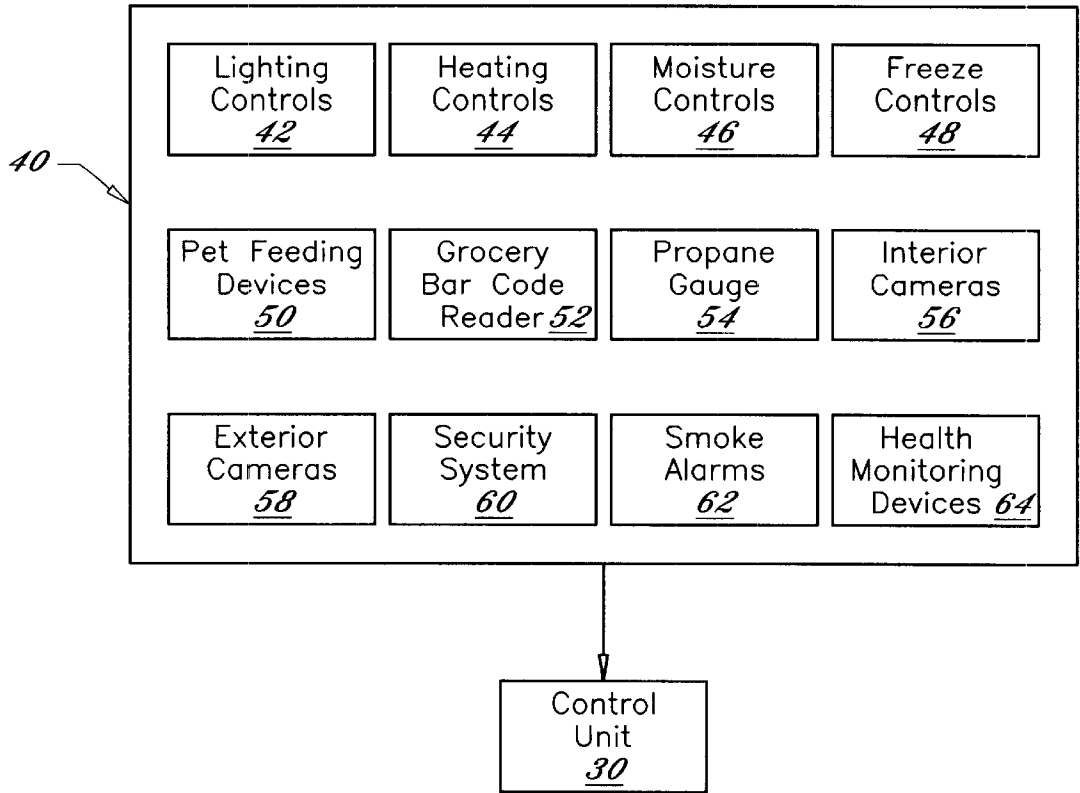 Lighting
Controls
42
Heating
Controls
44
Moisture
Controls
46
Freeze
Controls
48
40
Pet Feeding
Devices
50
Grocery
Bar Code
Reader 52
Propane
Gauge
54
Interior
Cameras
56
Exterior
Cameras
58
Security
System
60
Smoke
Alarms
62
Health
Monitoring
Devices 64
Control
Unit
30